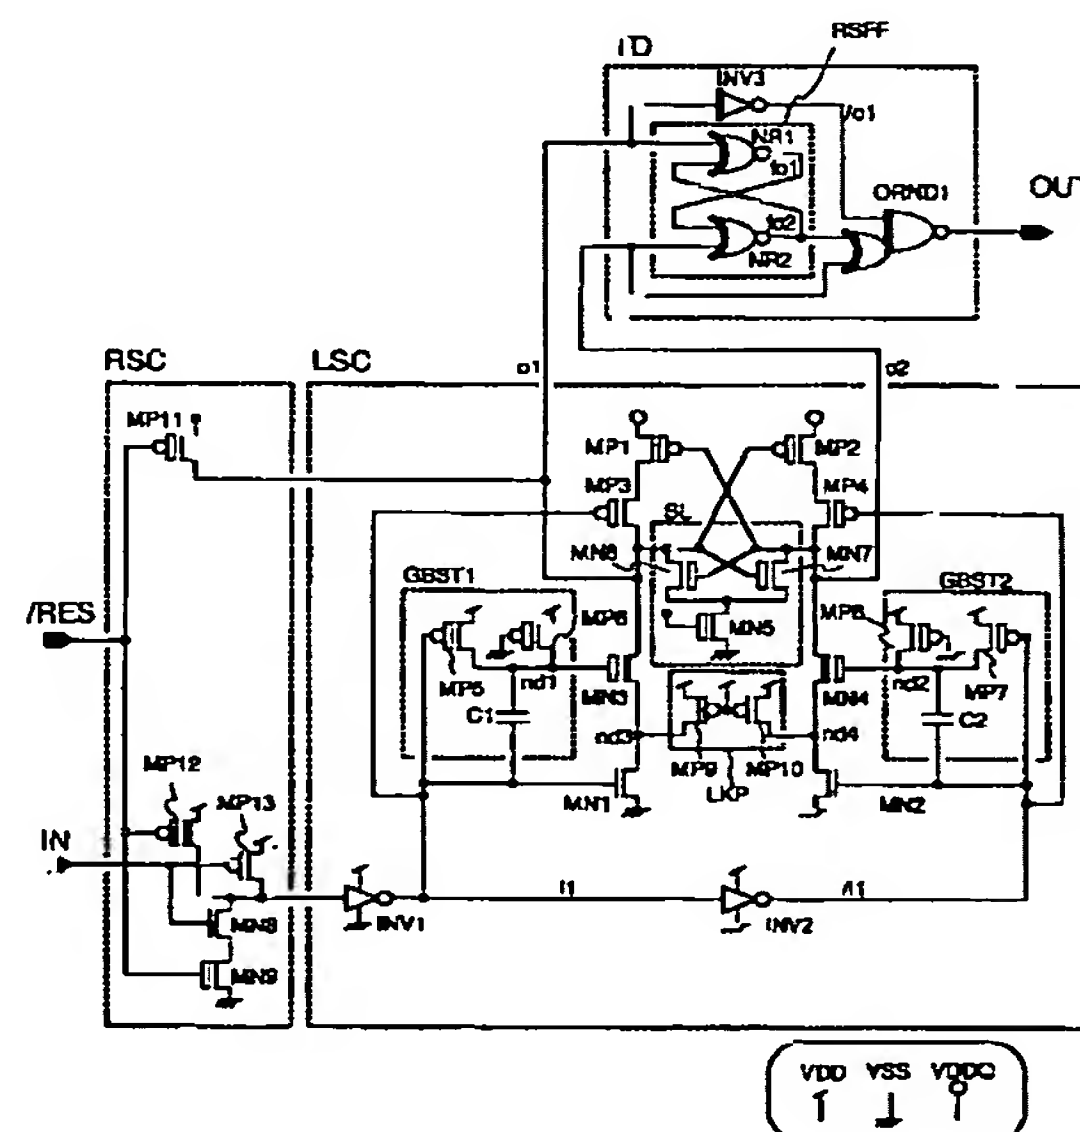 RSFF
TD
INV3
/o1
NR1
fo1
ORND1
OUT
fo2
NR2
RSC
LSC
o1
o2
MP11
MP1
MP2
MP3
MP4
SL
MN6
MN7
GBST1
GBST2
/RES
MP6
MP8
MN5
MP5
nd1
MN3
MN4
nd2
MP7
C1
C2
nd3
nd4
MP12
MP9
MP10
MP13
MN1
LKP
MN2
IN
I1
/I1
MN8
INV1
INV2
MN9
VDD
VSS
VDDQ